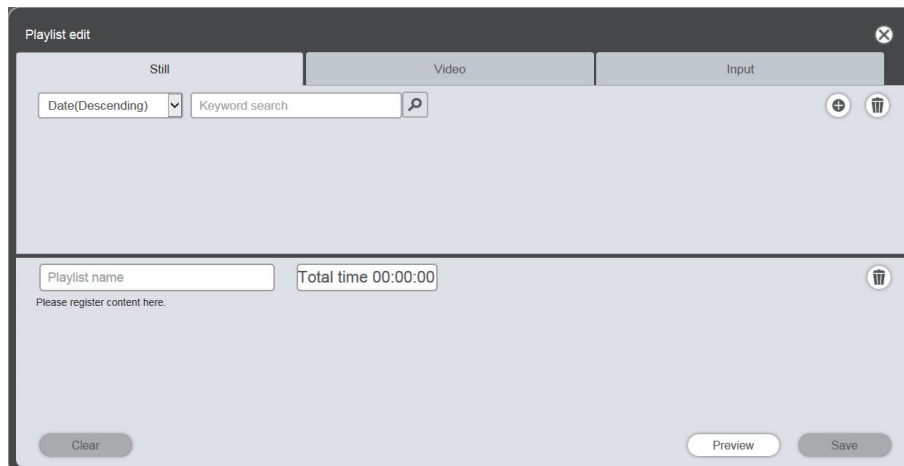 Playlist edit
Still
Video
Input
Date(Descending)
Keyword search
Playlist name
Total time 00:00:00
Please register content here.
Clear
Preview
Save